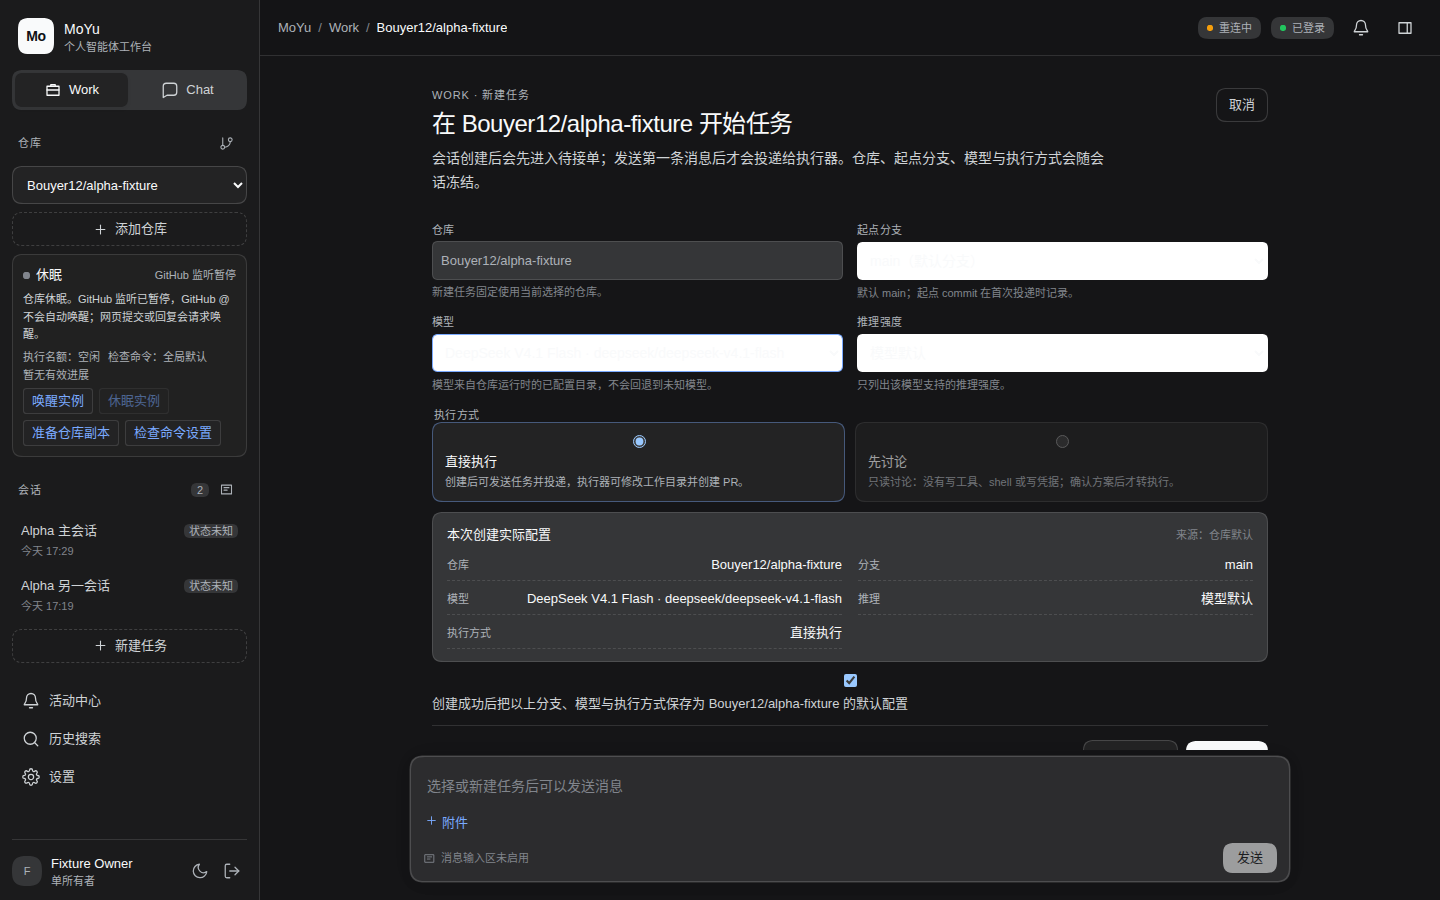 Mo
MoYu
个人智能体工作台
Work
Chat
仓库
Bouyer12/alpha-fixture
添加仓库
休眠
GitHub 监听暂停
仓库休眠。GitHub 监听已暂停，GitHub @
不会自动唤醒；网页提交或回复会请求唤
醒。
执行名额：空闲 检查命令：全局默认
暂无有效进展
唤醒实例
休眠实例
准备仓库副本
检查命令设置
会话
2
Alpha 主会话
状态未知
今天 17:29
Alpha 另一会话
状态未知
今天 17:19
新建任务
活动中心
历史搜索
设置
F
Fixture Owner
单所有者
MoYu / Work / Bouyer12/alpha-fixture
重连中
已登录
WORK · 新建任务
取消
在 Bouyer12/alpha-fixture 开始任务
会话创建后会先进入待接单；发送第一条消息后才会投递给执行器。仓库、起点分支、模型与执行方式会随会
话冻结。
仓库
Bouyer12/alpha-fixture
新建任务固定使用当前选择的仓库。
起点分支
main（默认分支）
默认 main；起点 commit 在首次投递时记录。
模型
DeepSeek V4.1 Flash · deepseek/deepseek-v4.1-flash
模型来自仓库运行时的已配置目录，不会回退到未知模型。
推理强度
模型默认
只列出该模型支持的推理强度。
执行方式
直接执行
创建后可发送任务并投递，执行器可修改工作目录并创建 PR。
先讨论
只读讨论：没有写工具、shell 或写凭据；确认方案后才转执行。
本次创建实际配置
来源：仓库默认
仓库
Bouyer12/alpha-fixture
分支
main
模型
DeepSeek V4.1 Flash · deepseek/deepseek-v4.1-flash
推理
模型默认
执行方式
直接执行
创建成功后把以上分支、模型与执行方式保存为 Bouyer12/alpha-fixture 的默认配置
选择或新建任务后可以发送消息
附件
消息输入区未启用
发送